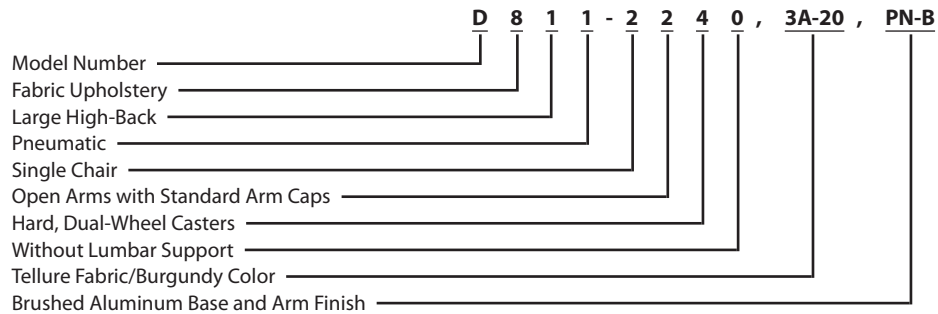 D 8 1 1 - 2 2 4 0 , 3A-20 , PN-B
Model Number
Fabric Upholstery
Large High-Back
Pneumatic
Single Chair
Open Arms with Standard Arm Caps
Hard, Dual-Wheel Casters
Without Lumbar Support
Tellure Fabric/Burgundy Color
Brushed Aluminum Base and Arm Finish